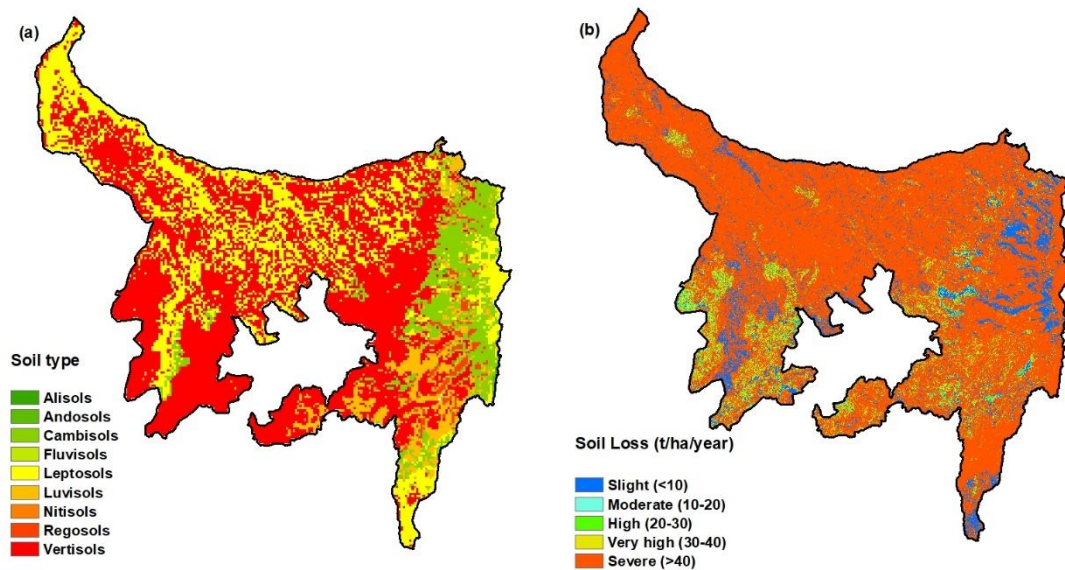 (a)
Soil type
Alisols
Andosols
Cambisols
Fluvisols
Leptosols
Luvisols
Nitisols
Regosols
Vertisols
(b)
Soil Loss (t/ha/year)
Slight (<10)
Moderate (10-20)
High (20-30)
Very high (30-40)
Severe (>40)